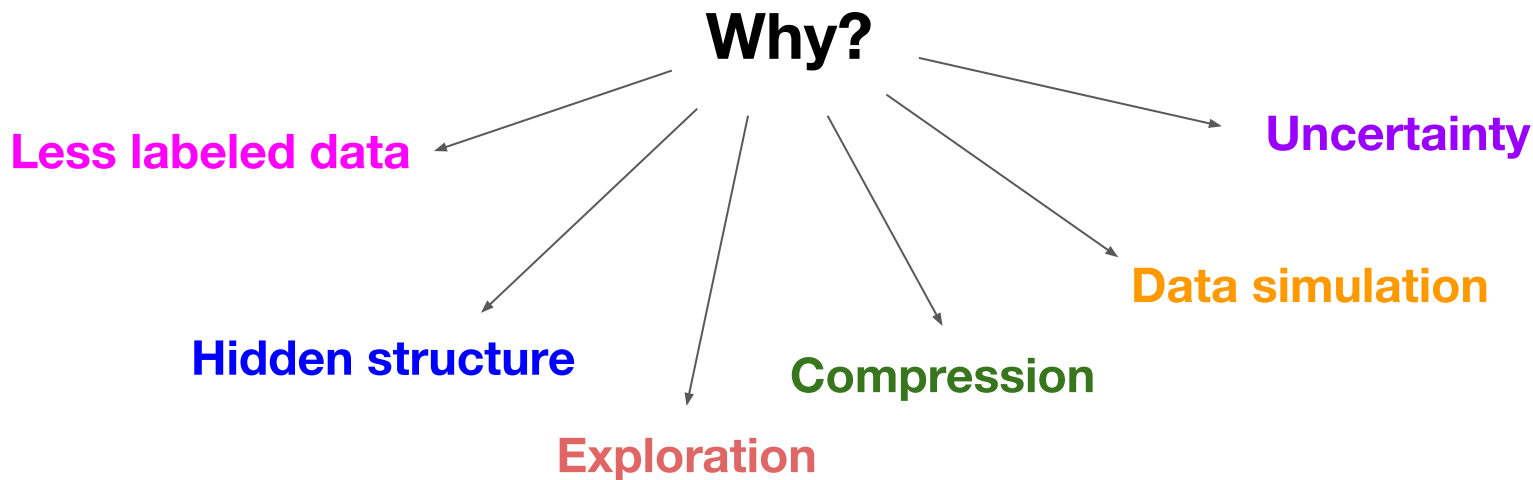 Why?
Less labeled data
Uncertainty
Data simulation
Hidden structure
Compression
Exploration